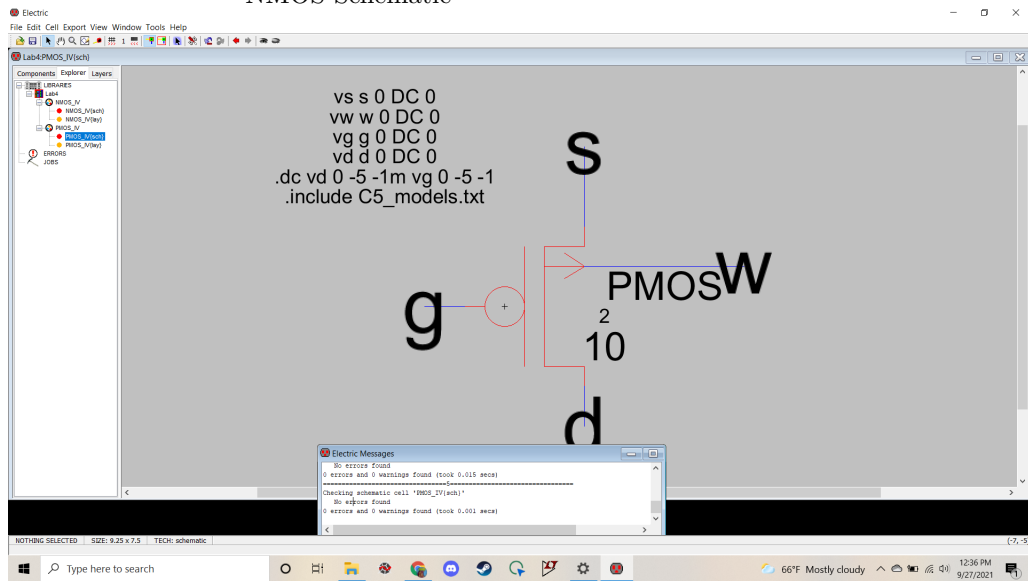 NMOS Schematic
Electric
File Edit Cell Export View Window Tools Help
Lab4:PMOS_IV{sch}
Components Explorer Layers
LIBRARIES
Lab4
NMOS_IV
NMOS_IV{sch}
NMOS_IV{lay}
PMOS_IV
PMOS_IV{sch}
PMOS_IV{lay}
ERRORS
JOBS
vs s 0 DC 0
vw w 0 DC 0
vg g 0 DC 0
vd d 0 DC 0
.dc vd 0 -5 -1m vg 0 -5 -1
.include C5_models.txt
s
w
PMOS
g
2
10
d
Electric Messages
No errors found
0 errors and 0 warnings found (took 0.015 secs)
================================5================================
Checking schematic cell 'PMOS_IV{sch}'
No errors found
0 errors and 0 warnings found (took 0.001 secs)
NOTHING SELECTED SIZE: 9.25 x 7.5 TECH: schematic (-7, -5
Type here to search
66°F Mostly cloudy
12:36 PM
9/27/2021